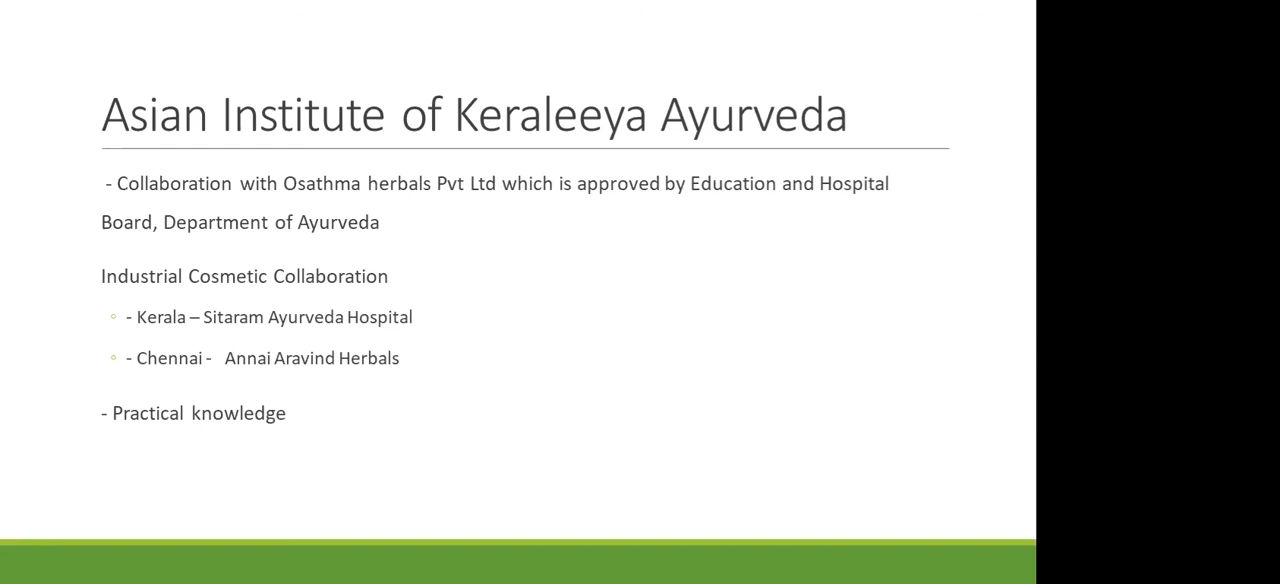 Asian Institute of Keraleeya Ayurveda
- Collaboration with Osathma herbals Pvt Ltd which is approved by Education and Hospital
Board, Department of Ayurveda
Industrial Cosmetic Collaboration
◦ - Kerala – Sitaram Ayurveda Hospital
◦ - Chennai - Annai Aravind Herbals
- Practical knowledge